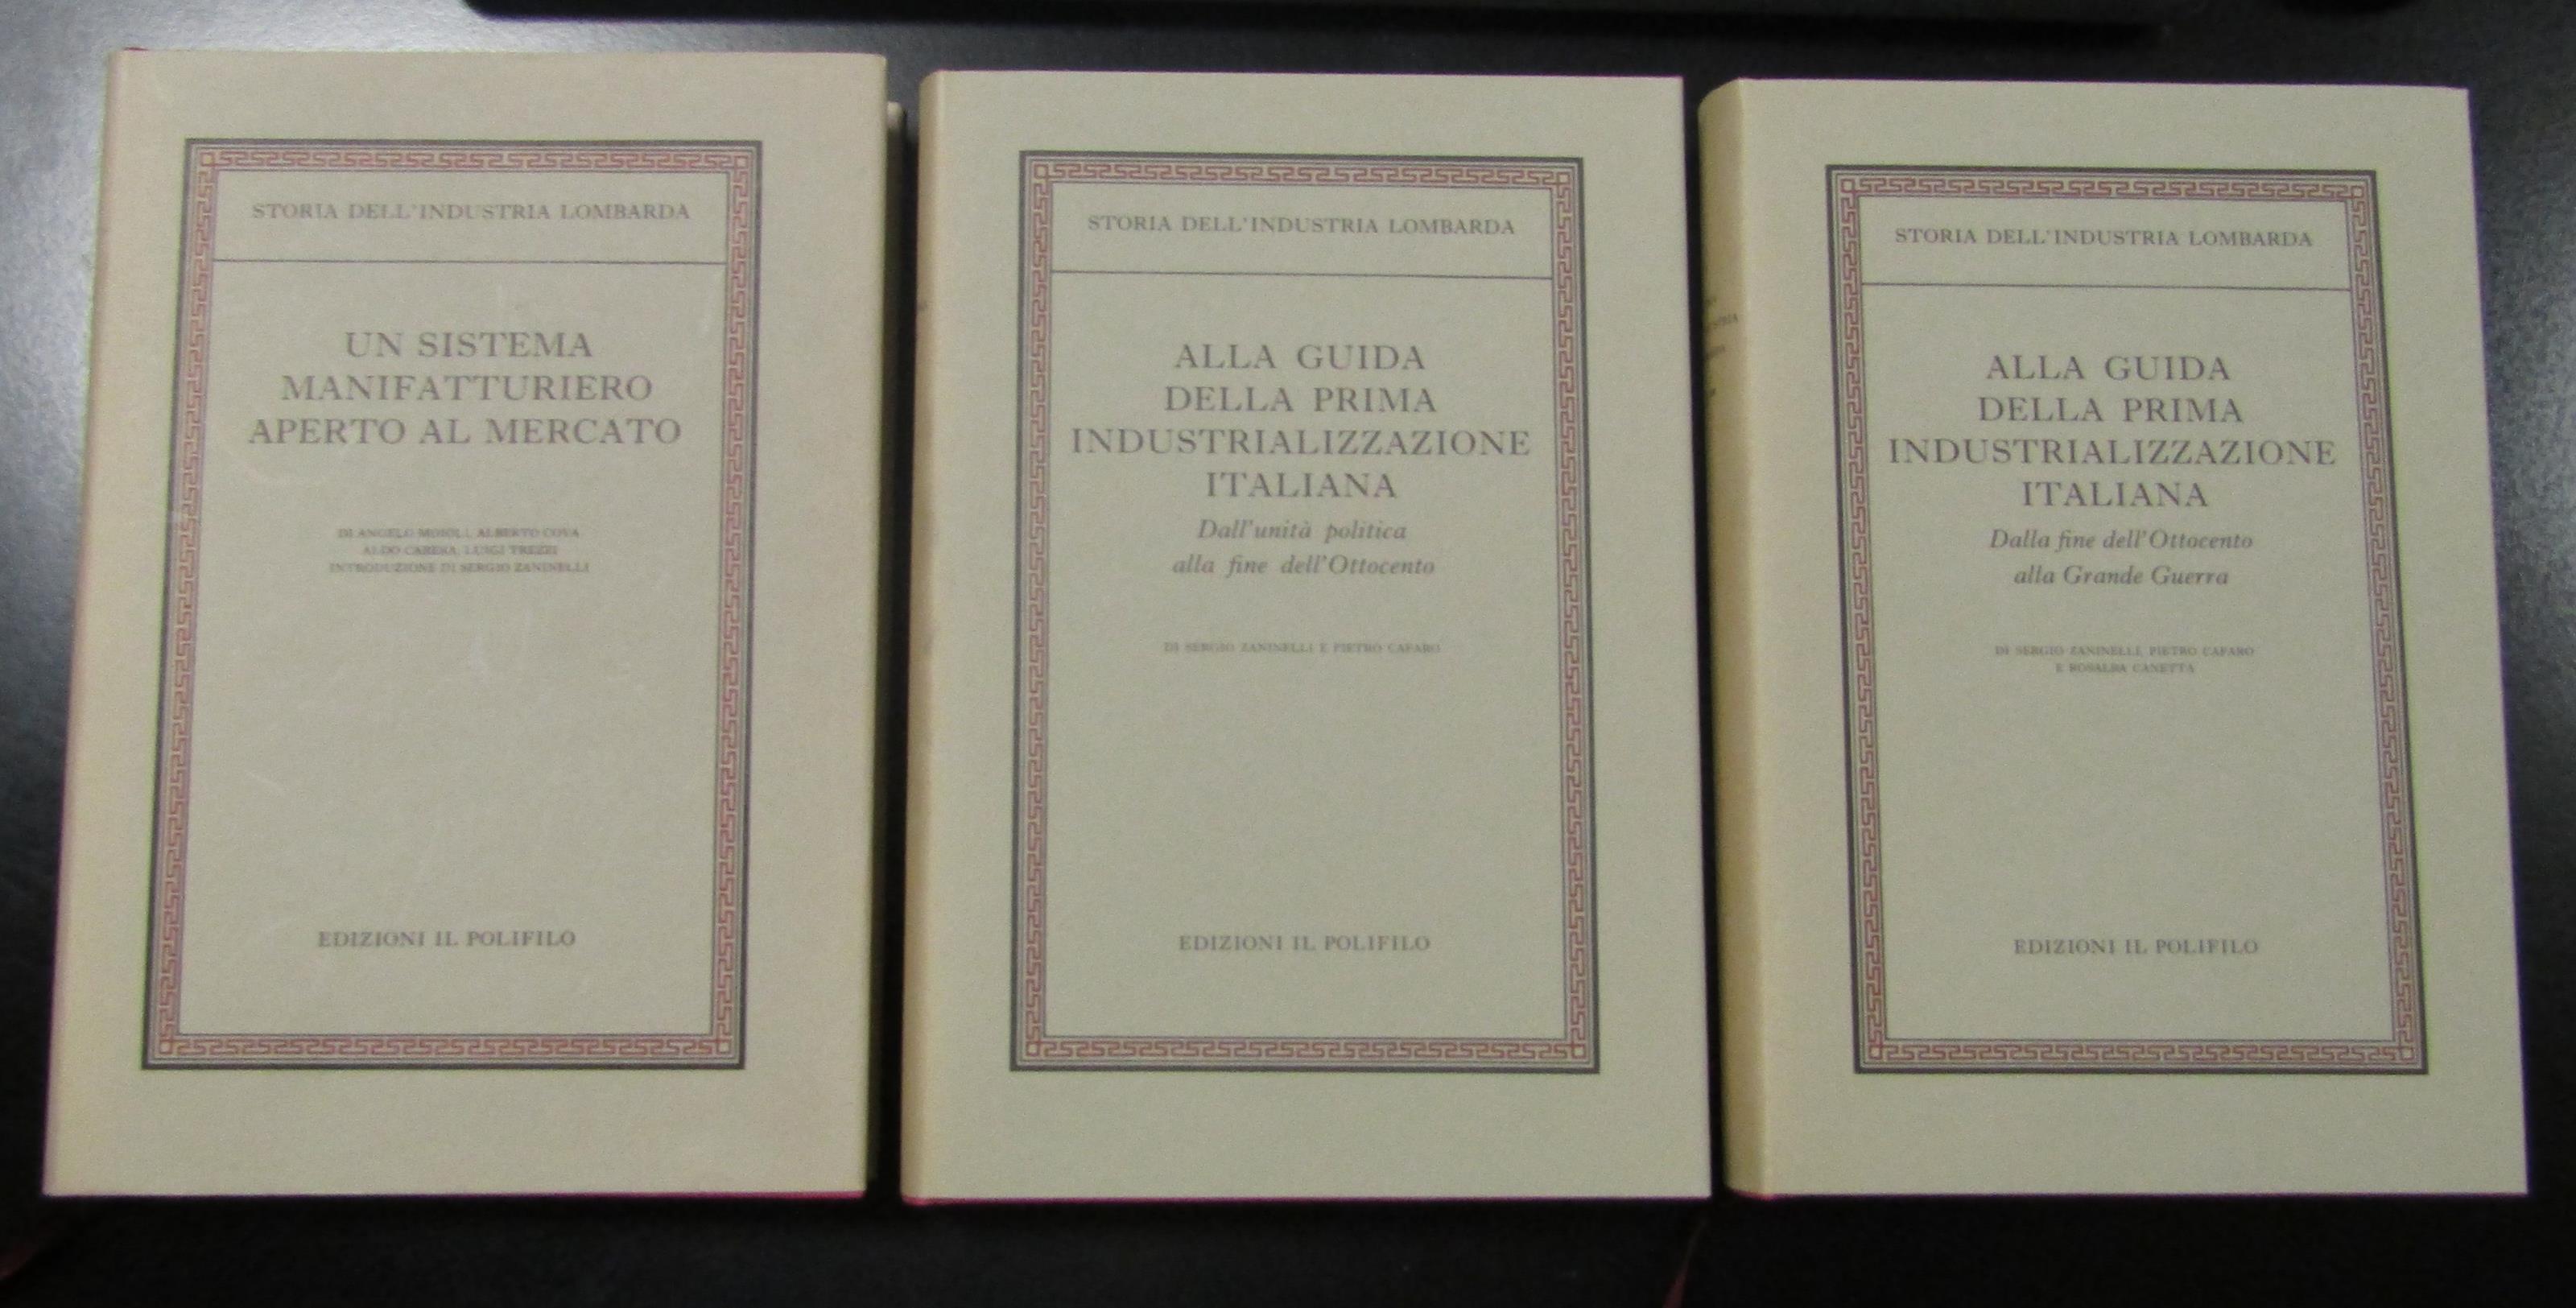 STORIA DELL'INDUSTRIA LOMBARDA
UN SISTEMA
MANIFATTURIERO
APERTO AL MERCATO
DI ANGELO MOIOLI, ALBERTO COVA
ALDO CARERA, LUIGI TREZZI
INTRODUZIONE DI SERGIO ZANINELLI
EDIZIONI IL POLIFILO
STORIA DELL'INDUSTRIA LOMBARDA
ALLA GUIDA
DELLA PRIMA
INDUSTRIALIZZAZIONE
ITALIANA
Dall'unità politica
alla fine dell'Ottocento
DI SERGIO ZANINELLI E PIETRO CAFARO
EDIZIONI IL POLIFILO
STORIA DELL'INDUSTRIA LOMBARDA
ALLA GUIDA
DELLA PRIMA
INDUSTRIALIZZAZIONE
ITALIANA
Dalla fine dell'Ottocento
alla Grande Guerra
DI SERGIO ZANINELLI, PIETRO CAFARO
E ROSALBA CANETTA
EDIZIONI IL POLIFILO